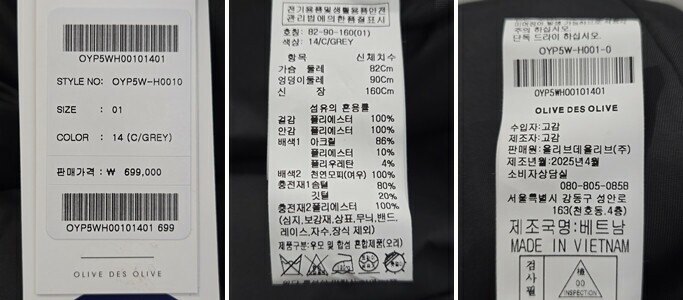 OYP5WH00101401
STYLE NO: OYP5W-H0010
SIZE : 01
COLOR : 14 (C/GREY)
판매가격 : ₩ 699,000
OYP5WH00101401 699
OLIVE DES OLIVE
전기용품및생활용품안전
관리법에의한품질표시
호칭: 82-90-160(01)
색상: 14/C/GREY
항목 신체치수
가슴 둘레 82Cm
엉덩이둘레 90Cm
신 장 160Cm
섬유의 혼용률
겉감 폴리에스터 100%
안감 폴리에스터 100%
배색1 아크릴 86%
폴리에스터 10%
폴리우레탄 4%
배색2 천연모피(여우) 100%
충전재1솜털 80%
깃털 20%
충전재2폴리에스터 100%
(심지,보강재,상표,무늬,밴드,
레이스,자수,장식 제외)
제품구분:우모 및 합성 혼합제품(오리)
주십시오.
단독 드라이 하십시오.
OYP5W-H001-0
OYP5WH00101401
OLIVE DES OLIVE
수입자:고감
제조자:고감
판매원:올리브데올리브(주)
제조년월:2025년4월
소비자상담실
080-805-0858
서울특별시 강동구 성안로
163(천호동.4층)
제조국명:베트남
MADE IN VIETNAM
검사필
檢
00
INSPECTION